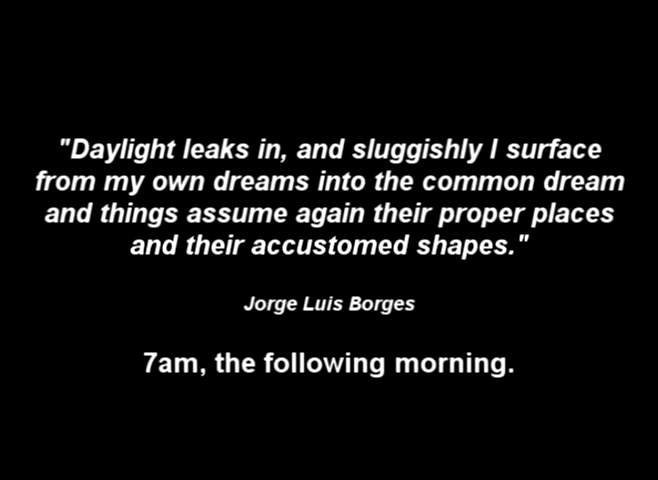 "Daylight leaks in, and sluggishly I surface
from my own dreams into the common dream
and things assume again their proper places
and their accustomed shapes."
Jorge Luis Borges
7am, the following morning.